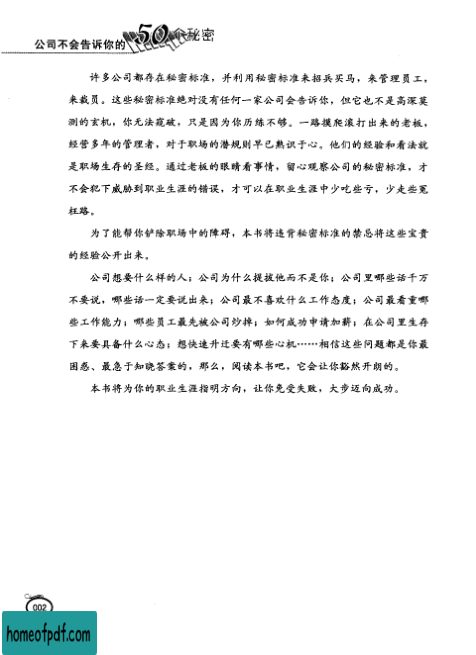 公司不会告诉你的50个秘密
许多公司都存在秘密标准，并利用秘密标准来招兵买马，来管理员工，
来裁员。这些秘密标准绝对没有任何一家公司会告诉你，但它也不是高深莫
测的玄机，你无法窥破，只是因为你历练不够。一路摸爬滚打出来的老板，
经营多年的管理者，对于职场的潜规则早已熟识于心。他们的经验和看法就
是职场生存的圣经。通过老板的眼睛看事情，留心观察公司的秘密标准，才
不会犯下威胁到职业生涯的错误，才可以在职业生涯中少吃些亏，少走些冤
枉路。
为了能帮你铲除职场中的障碍，本书将违背秘密标准的禁忌将这些宝贵
的经验公开出来。
公司想要什么样的人；公司为什么提拔他而不是你；公司里哪些话千万
不要说，哪些话一定要说出来；公司最不喜欢什么工作态度；公司最看重哪
些工作能力；哪些员工最先被公司炒掉；如何成功申请加薪；在公司里生存
下来要具备什么心态；想快速升迁要有哪些心机……相信这些问题都是你最
困惑、最急于知晓答案的，那么，阅读本书吧，它会让你豁然开朗的。
本书将为你的职业生涯指明方向，让你免受失败，大步迈向成功。
002
homeofpdf.com